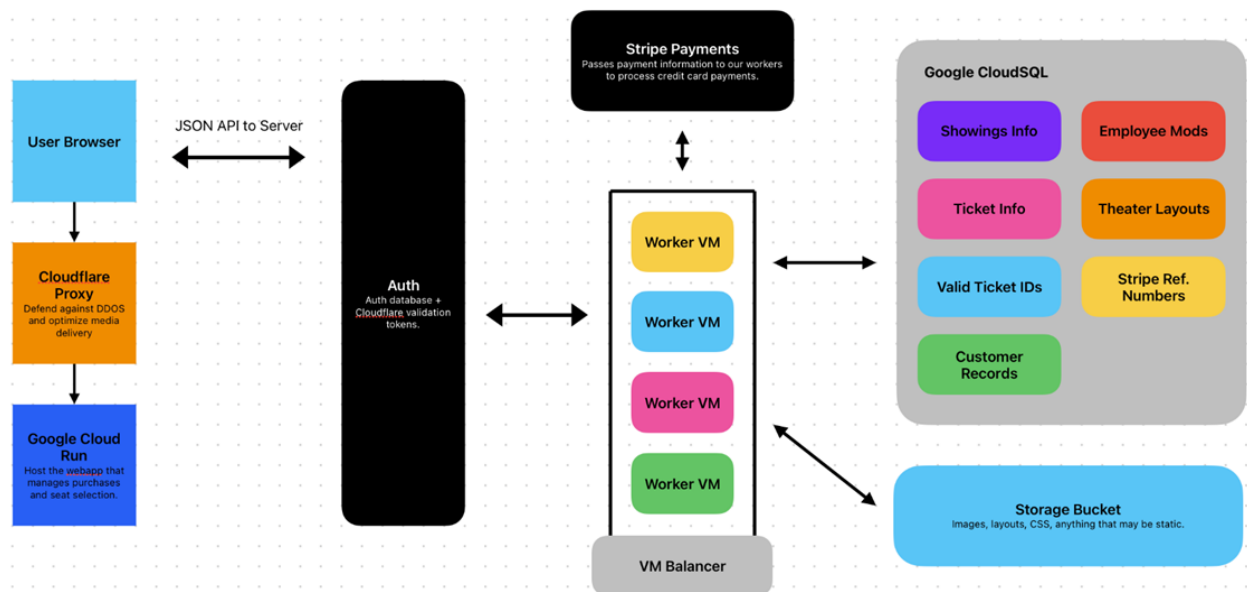 User Browser
Cloudflare
Proxy
Defend against DDOS
and optimize media
delivery
Google Cloud
Run
Host the webapp that
manages purchases
and seat selection.
JSON API to Server
Auth
Auth database +
Cloudflare validation
tokens.
Stripe Payments
Passes payment information to our workers
to process credit card payments.
Worker VM
Worker VM
Worker VM
Worker VM
VM Balancer
Google CloudSQL
Showings Info
Employee Mods
Ticket Info
Theater Layouts
Valid Ticket IDs
Stripe Ref.
Numbers
Customer
Records
Storage Bucket
Images, layouts, CSS, anything that may be static.